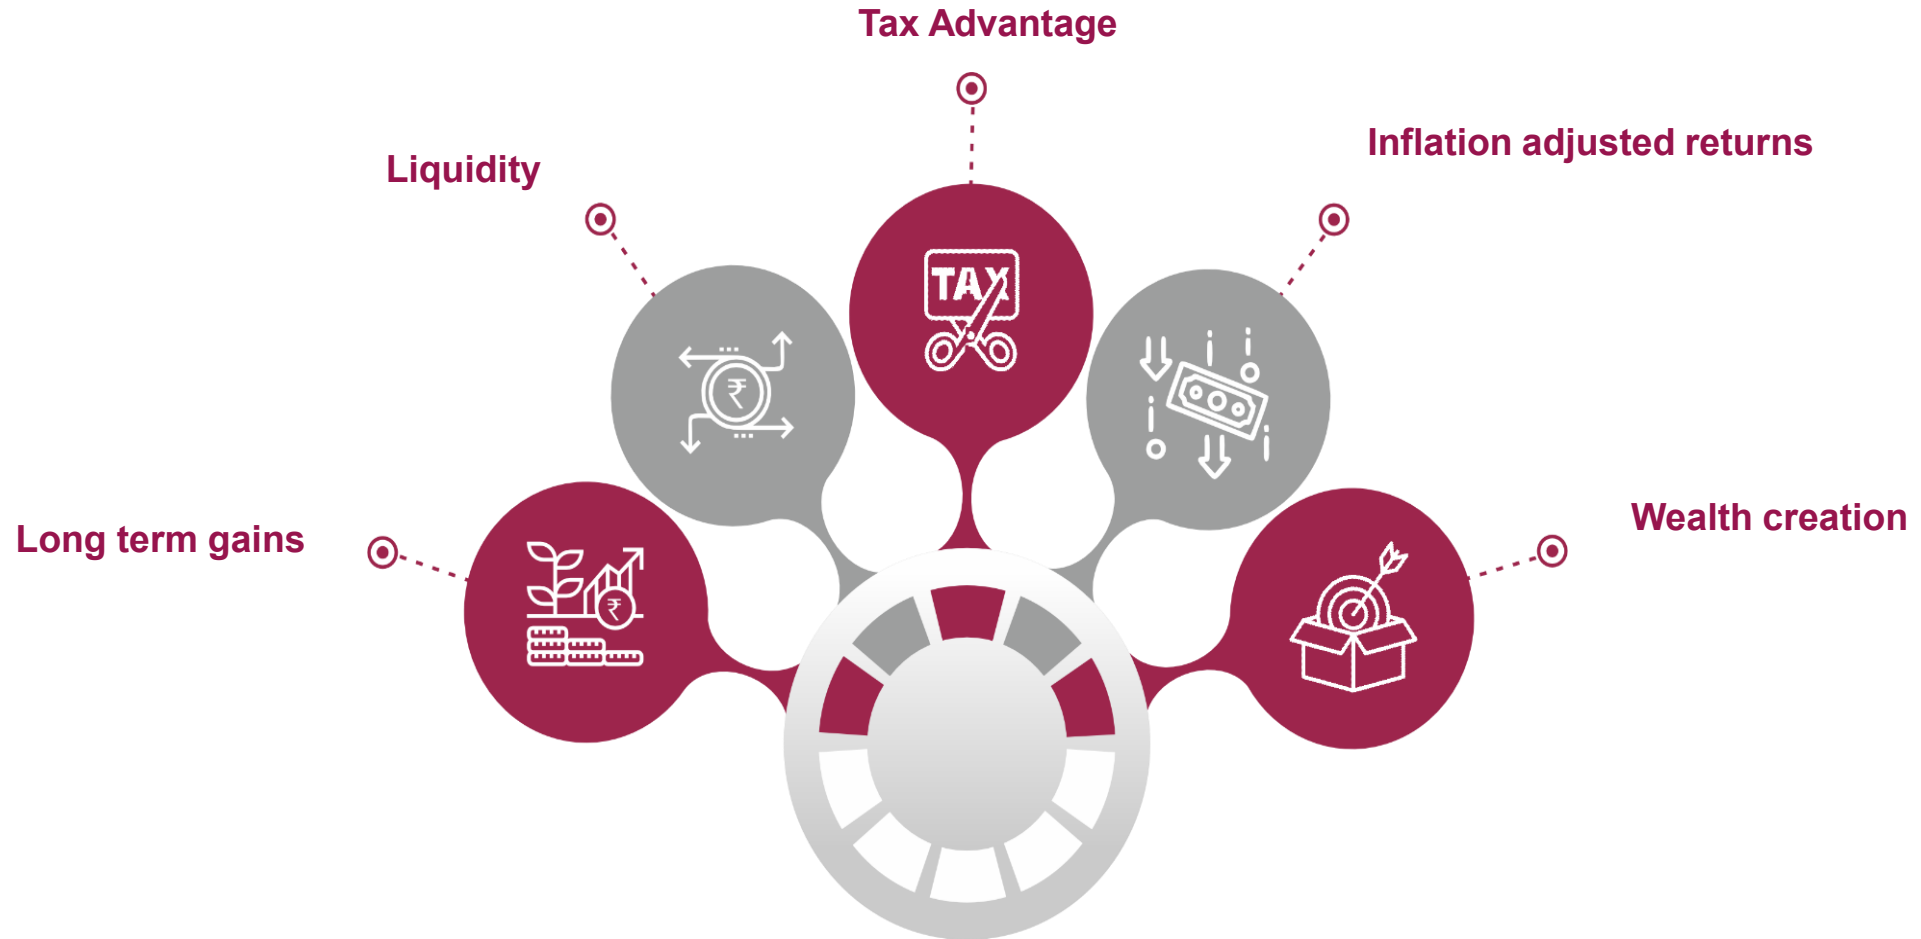 Tax Advantage
Inflation adjusted returns
Liquidity
TAX
₹
Wealth creation
Long term gains
₹